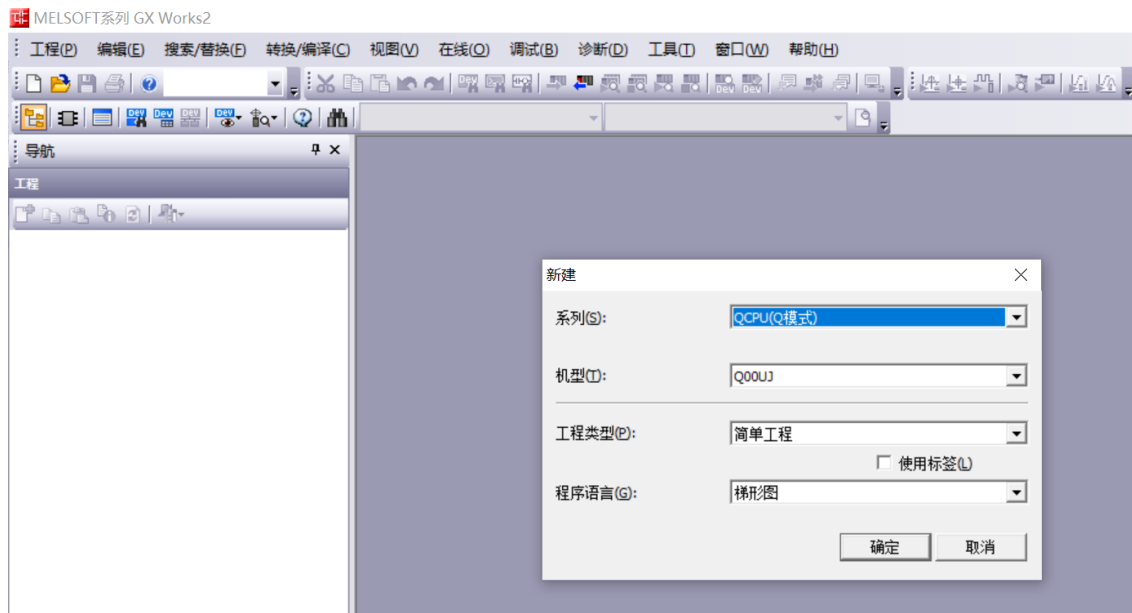 MELSOFT系列 GX Works2
工程(P) 编辑(E) 搜索/替换(F) 转换/编译(C) 视图(V) 在线(O) 调试(B) 诊断(D) 工具(T) 窗口(W) 帮助(H)
导航
工程
新建
系列(S): QCPU(Q模式)
机型(T): Q00UJ
工程类型(P): 简单工程
使用标签(L)
程序语言(G): 梯形图
确定 取消